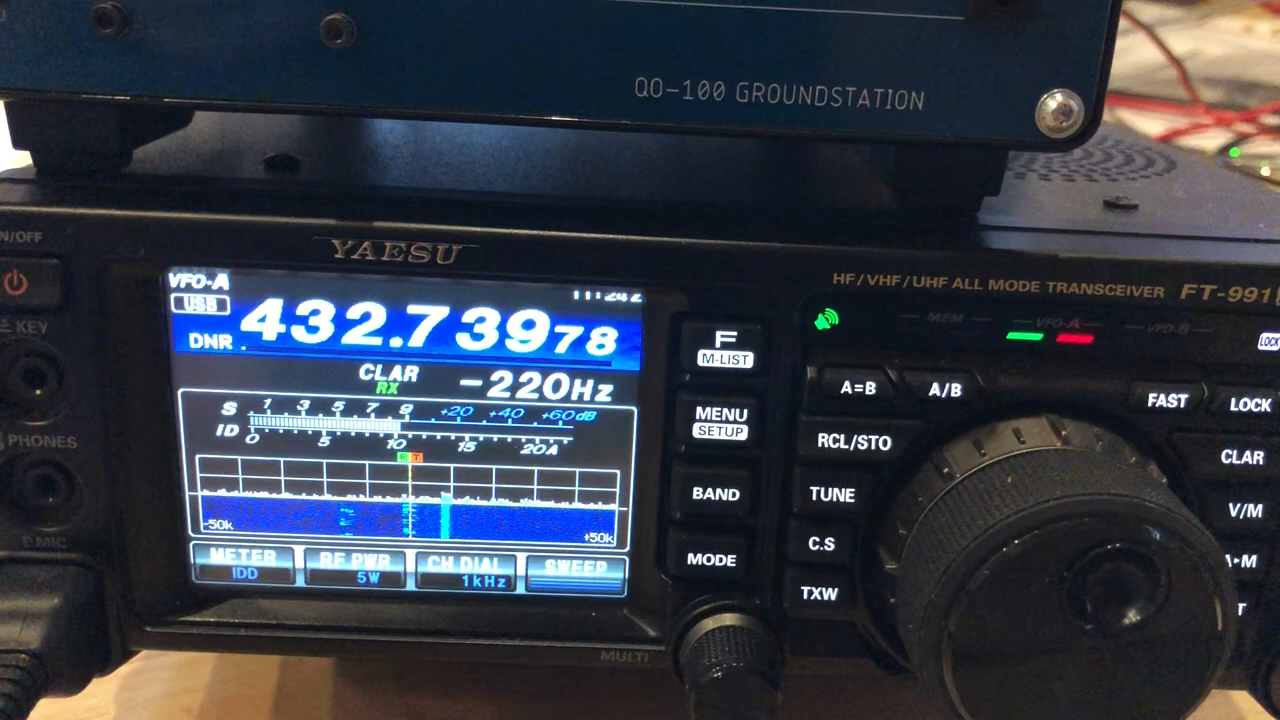 QO-100 GROUNDSTATION
N/OFF
YAESU
HF/VHF/UHF ALL MODE TRANSCEIVER FT-991
VFO-A
USB
432.739 78
DNR
CLAR -220Hz
RX
S 1 3 5 7 9 +20 +40 +60dB
ID 0 5 10 15 20A
R T
-50k +50k
METER RF PWR CH DIAL SWEEP
IDD 5W 1kHz
KEY
PHONES
MIC
F
M-LIST
MENU
SETUP
BAND
MODE
MULTI
MEM VFO-A VFO-B
LOCK
A=B A/B FAST LOCK
RCL/STO CLAR
TUNE V/M
C.S
TXW